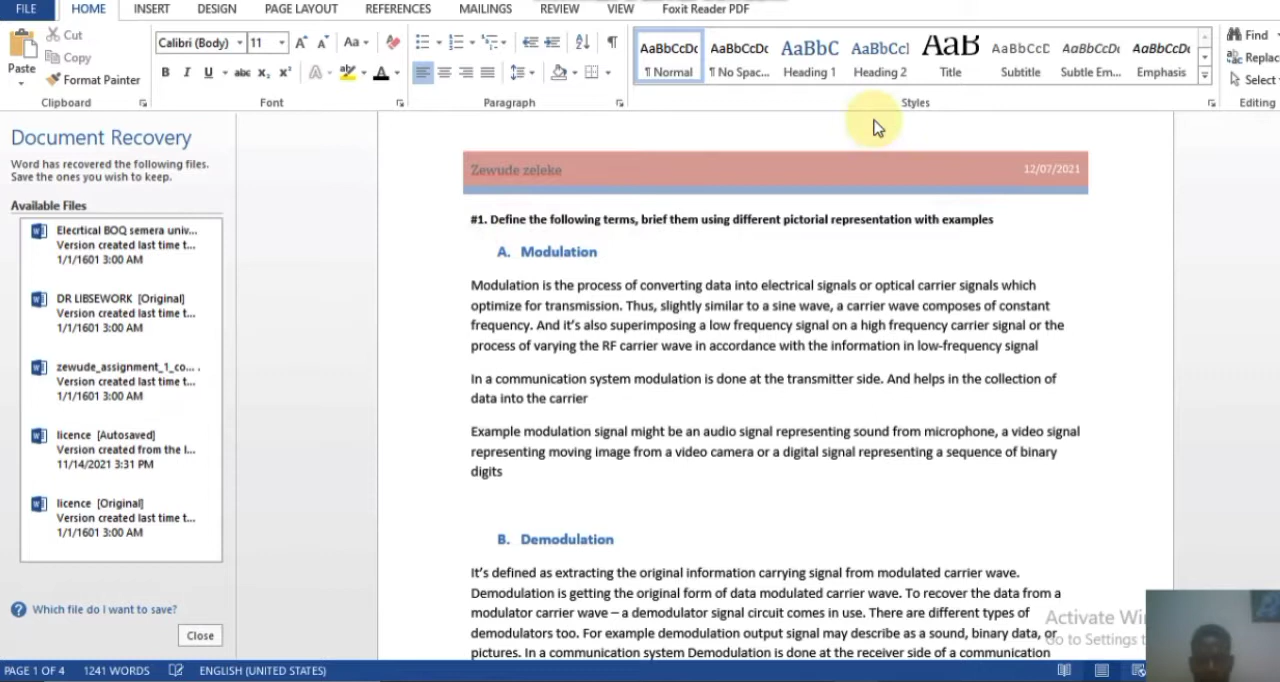 FILE HOME INSERT DESIGN PAGE LAYOUT REFERENCES MAILINGS REVIEW VIEW Foxit Reader PDF
Cut
Copy
Format Painter
Paste
Calibri (Body) 11
AaBbCcDc AaBbCcDc AaBbC AaBbCcI AaB AaBbCcC AaBbCcDc AaBbCcDc
¶ Normal ¶ No Spac... Heading 1 Heading 2 Title Subtitle Subtle Em... Emphasis
Find
Replac
Select
Clipboard Font Paragraph Styles Editing
Document Recovery
Word has recovered the following files.
Save the ones you wish to keep.
Available Files
Elecrtical BOQ semera univ...
Version created last time t...
1/1/1601 3:00 AM
DR LIBSEWORK [Original]
Version created last time t...
1/1/1601 3:00 AM
zewude_assignment_1_co...
Version created last time t...
1/1/1601 3:00 AM
licence [Autosaved]
Version created from the l...
11/14/2021 3:31 PM
licence [Original]
Version created last time t...
1/1/1601 3:00 AM
Which file do I want to save?
Close
Zewude zeleke 12/07/2021
#1. Define the following terms, brief them using different pictorial representation with examples
A. Modulation
Modulation is the process of converting data into electrical signals or optical carrier signals which
optimize for transmission. Thus, slightly similar to a sine wave, a carrier wave composes of constant
frequency. And it's also superimposing a low frequency signal on a high frequency carrier signal or the
process of varying the RF carrier wave in accordance with the information in low-frequency signal
In a communication system modulation is done at the transmitter side. And helps in the collection of
data into the carrier
Example modulation signal might be an audio signal representing sound from microphone, a video signal
representing moving image from a video camera or a digital signal representing a sequence of binary
digits
B. Demodulation
It's defined as extracting the original information carrying signal from modulated carrier wave.
Demodulation is getting the original form of data modulated carrier wave. To recover the data from a
modulator carrier wave – a demodulator signal circuit comes in use. There are different types of
demodulators too. For example demodulation output signal may describe as a sound, binary data, or
pictures. In a communication system Demodulation is done at the receiver side of a communication
Activate Wi
Go to Settings t
PAGE 1 OF 4 1241 WORDS ENGLISH (UNITED STATES)